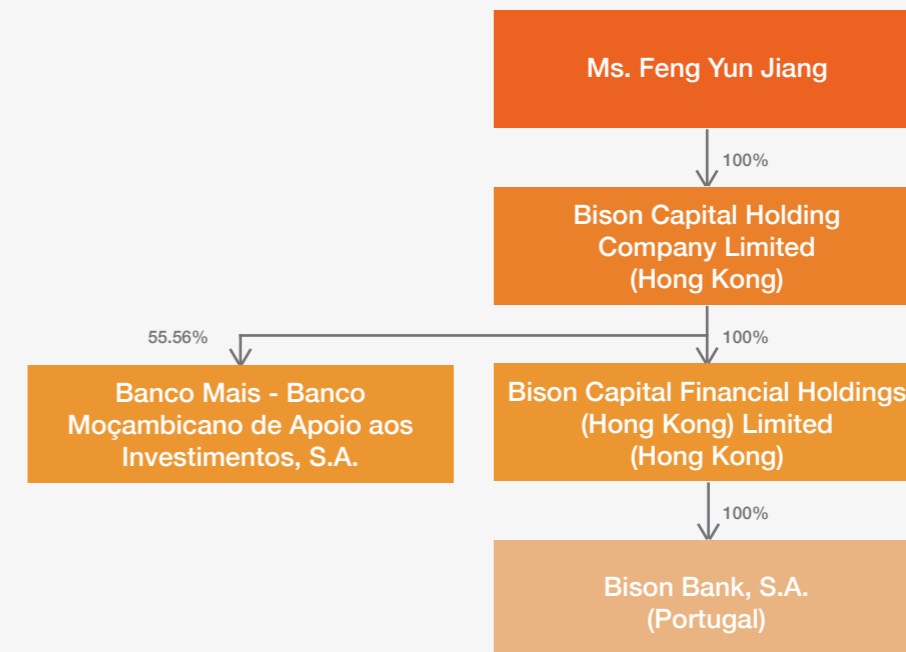 Ms. Feng Yun Jiang
100%
Bison Capital Holding
Company Limited
(Hong Kong)
55.56%
100%
Banco Mais - Banco
Moçambicano de Apoio aos
Investimentos, S.A.
Bison Capital Financial Holdings
(Hong Kong) Limited
(Hong Kong)
100%
Bison Bank, S.A.
(Portugal)